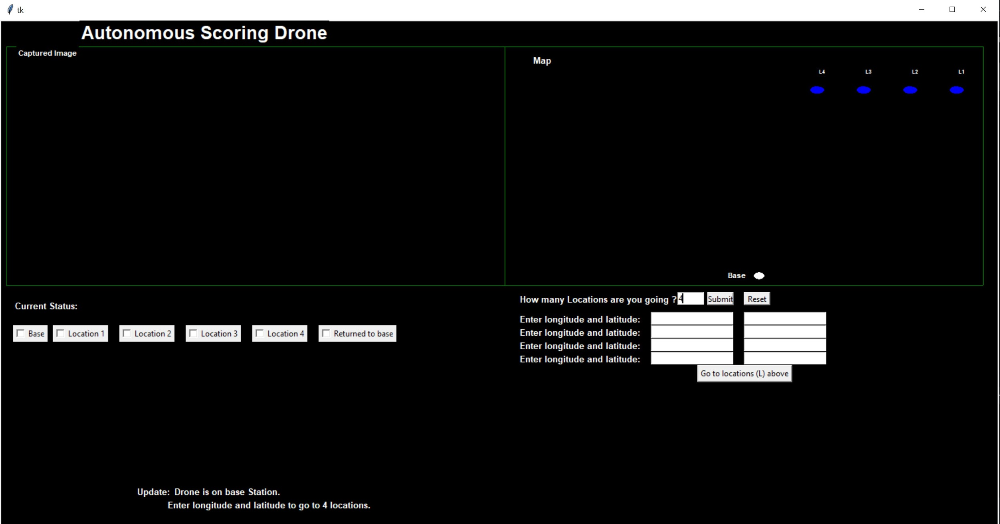 tk
Autonomous Scoring Drone
Captured Image
Map
L4 L3 L2 L1
Base
Current Status:
Base Location 1 Location 2 Location 3 Location 4 Returned to base
How many Locations are you going ? 4 Submit Reset
Enter longitude and latitude:
Enter longitude and latitude:
Enter longitude and latitude:
Enter longitude and latitude:
Go to locations (L) above
Update: Drone is on base Station.
Enter longitude and latitude to go to 4 locations.